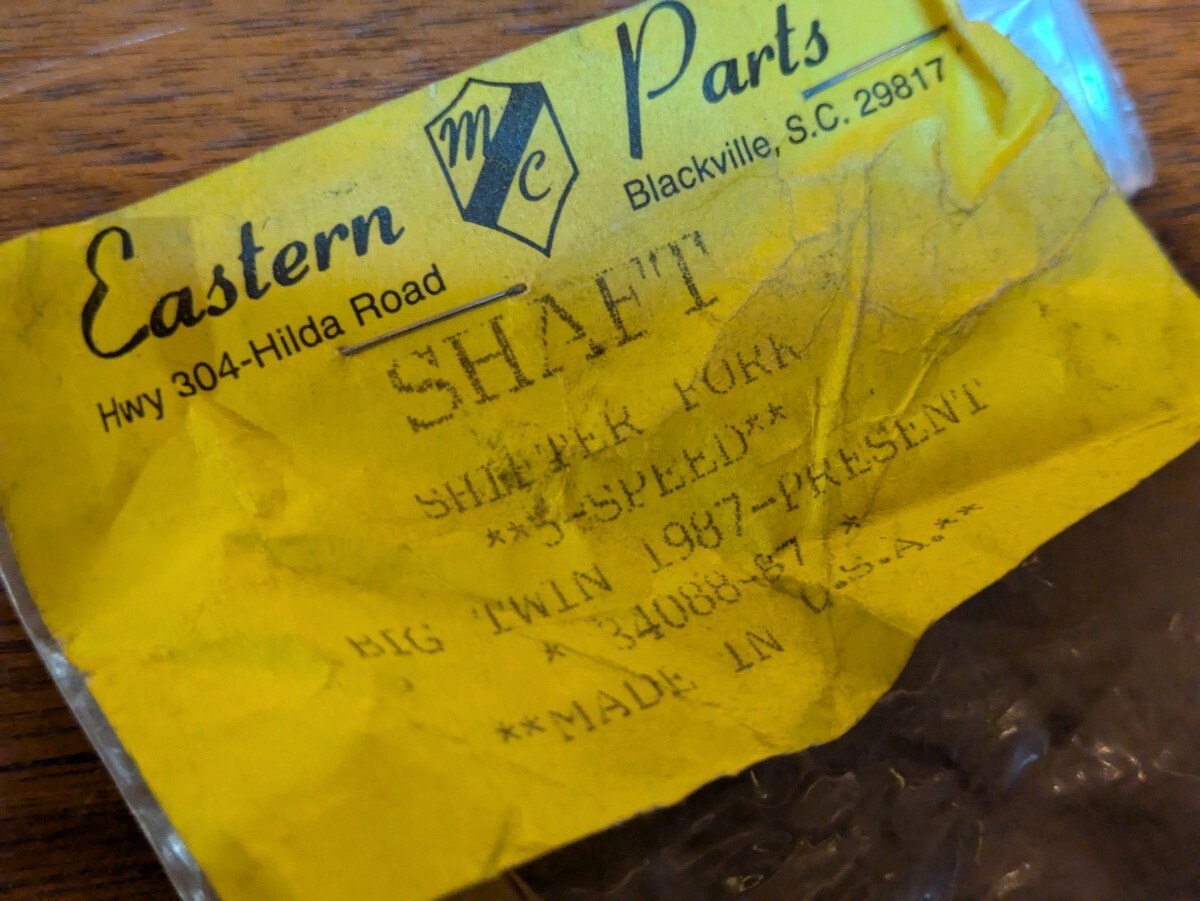 Eastern MC Parts
Hwy 304-Hilda Road Blackville, S.C. 29817
SHAFT
SHIFTER FORK
**5-SPEED**
BIG TWIN 1987-PRESENT
* 34088-87 *
**MADE IN U.S.A.**